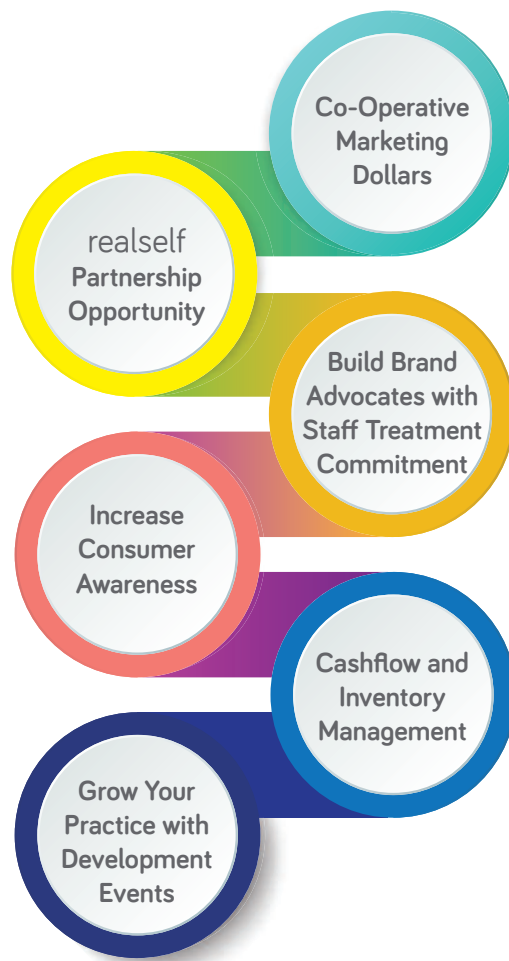 Co-Operative
Marketing
Dollars
realself
Partnership
Opportunity
Build Brand
Advocates with
Staff Treatment
Commitment
Increase
Consumer
Awareness
Cashflow and
Inventory
Management
Grow Your
Practice with
Development
Events